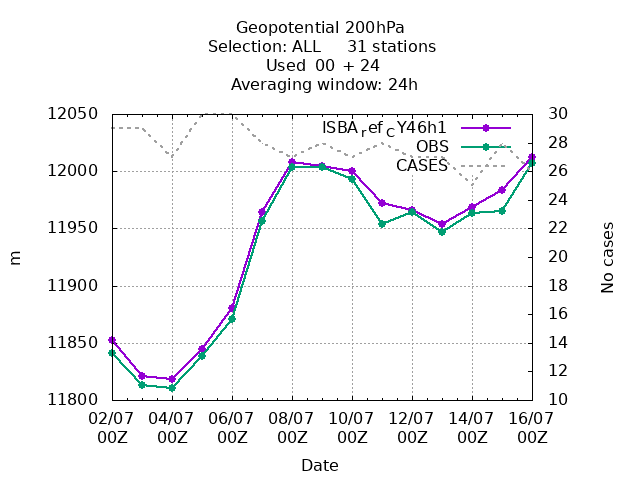 Geopotential 200hPa
Selection: ALL 31 stations
Used 00 + 24
Averaging window: 24h
ISBA_ref_CY46h1
OBS
CASES
12050
12000
11950
11900
11850
11800
m
30
28
26
24
22
20
18
16
14
12
10
No cases
02/07 04/07 06/07 08/07 10/07 12/07 14/07 16/07
00Z 00Z 00Z 00Z 00Z 00Z 00Z 00Z
Date